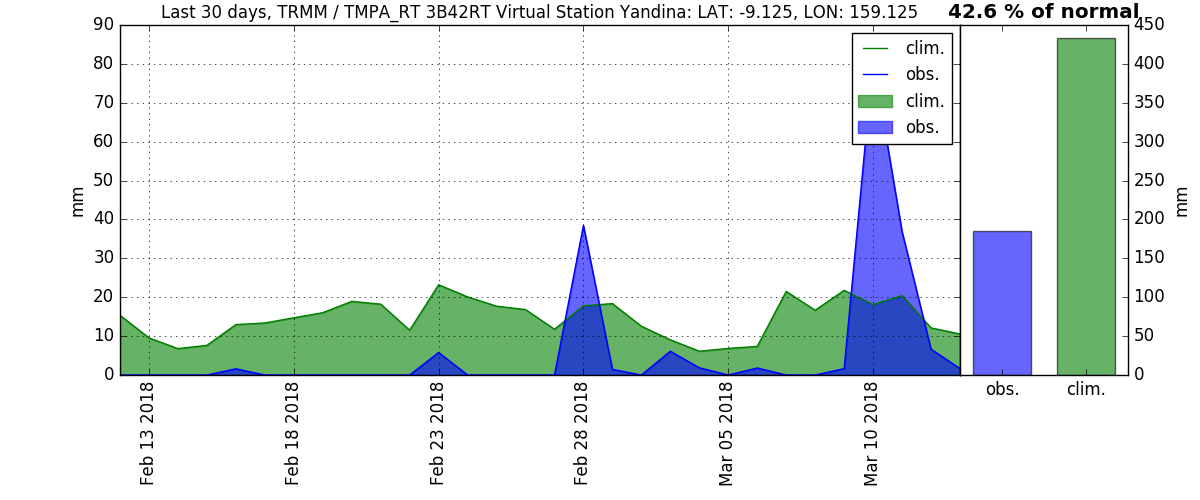 Last 30 days, TRMM / TMPA_RT 3B42RT Virtual Station Yandina: LAT: -9.125, LON: 159.125
42.6 % of normal
90
80
70
60
50
40
30
20
10
0
mm
clim.
obs.
clim.
obs.
Feb 13 2018
Feb 18 2018
Feb 23 2018
Feb 28 2018
Mar 05 2018
Mar 10 2018
450
400
350
300
250
200
150
100
50
0
mm
obs.
clim.